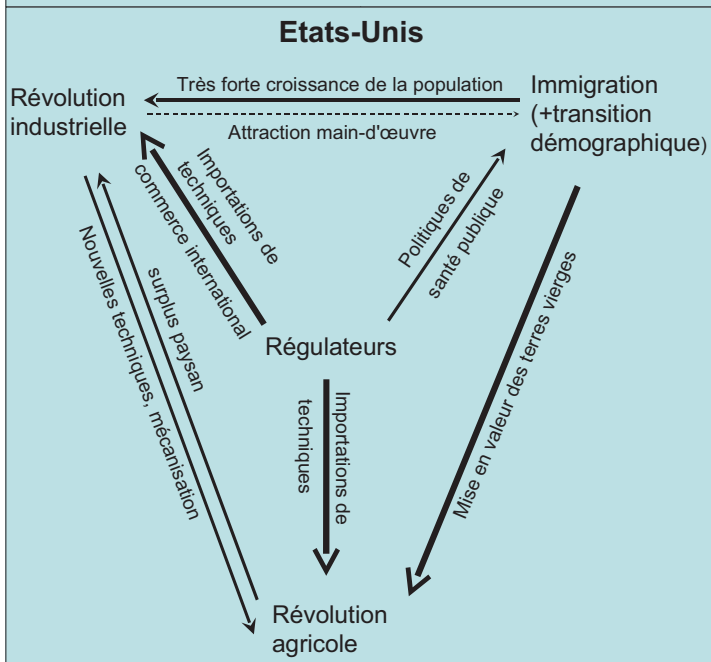 Etats-Unis
Très forte croissance de la population
Révolution
industrielle
Immigration
(+transition
démographique)
Attraction main-d'œuvre
Importations de
techniques
commerce international
Politiques de
santé publique
Nouvelles techniques, mécanisation
surplus paysan
Régulateurs
Importations de
techniques
Mise en valeur des terres vierges
Révolution
agricole